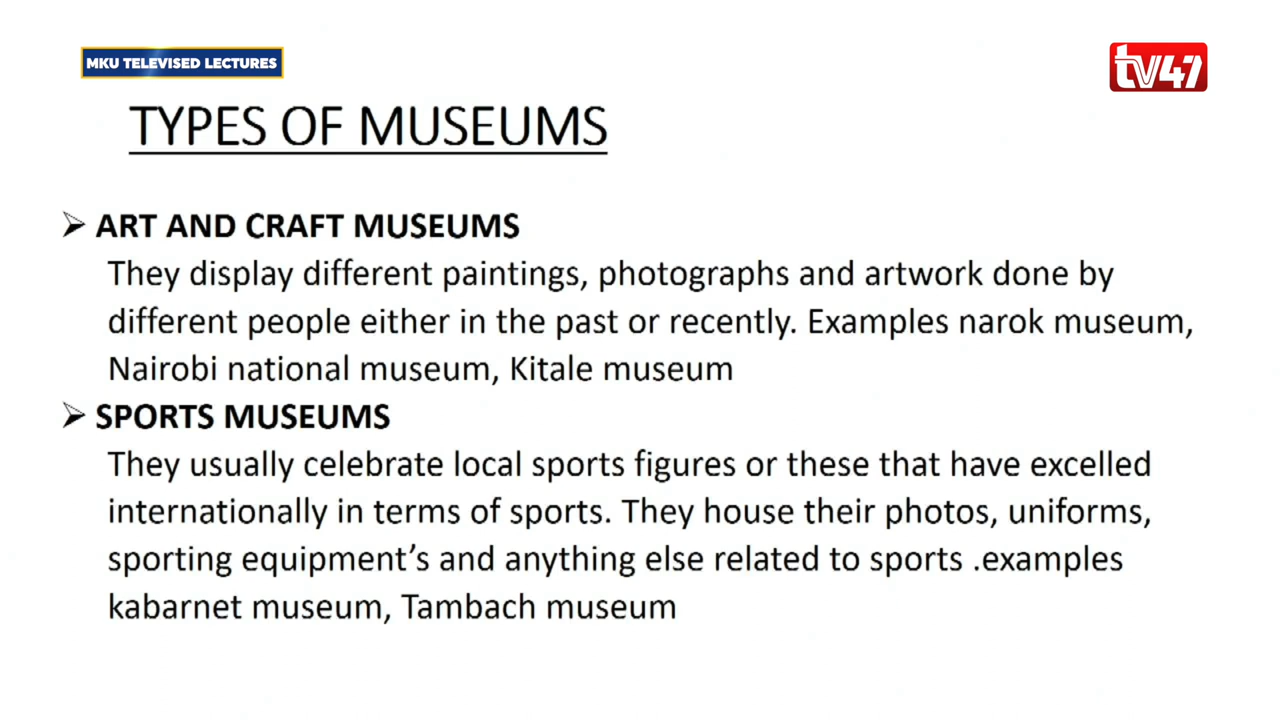 MKU TELEVISED LECTURES
tv47
TYPES OF MUSEUMS
ART AND CRAFT MUSEUMS
They display different paintings, photographs and artwork done by
different people either in the past or recently. Examples narok museum,
Nairobi national museum, Kitale museum
SPORTS MUSEUMS
They usually celebrate local sports figures or these that have excelled
internationally in terms of sports. They house their photos, uniforms,
sporting equipment’s and anything else related to sports .examples
kabarnet museum, Tambach museum